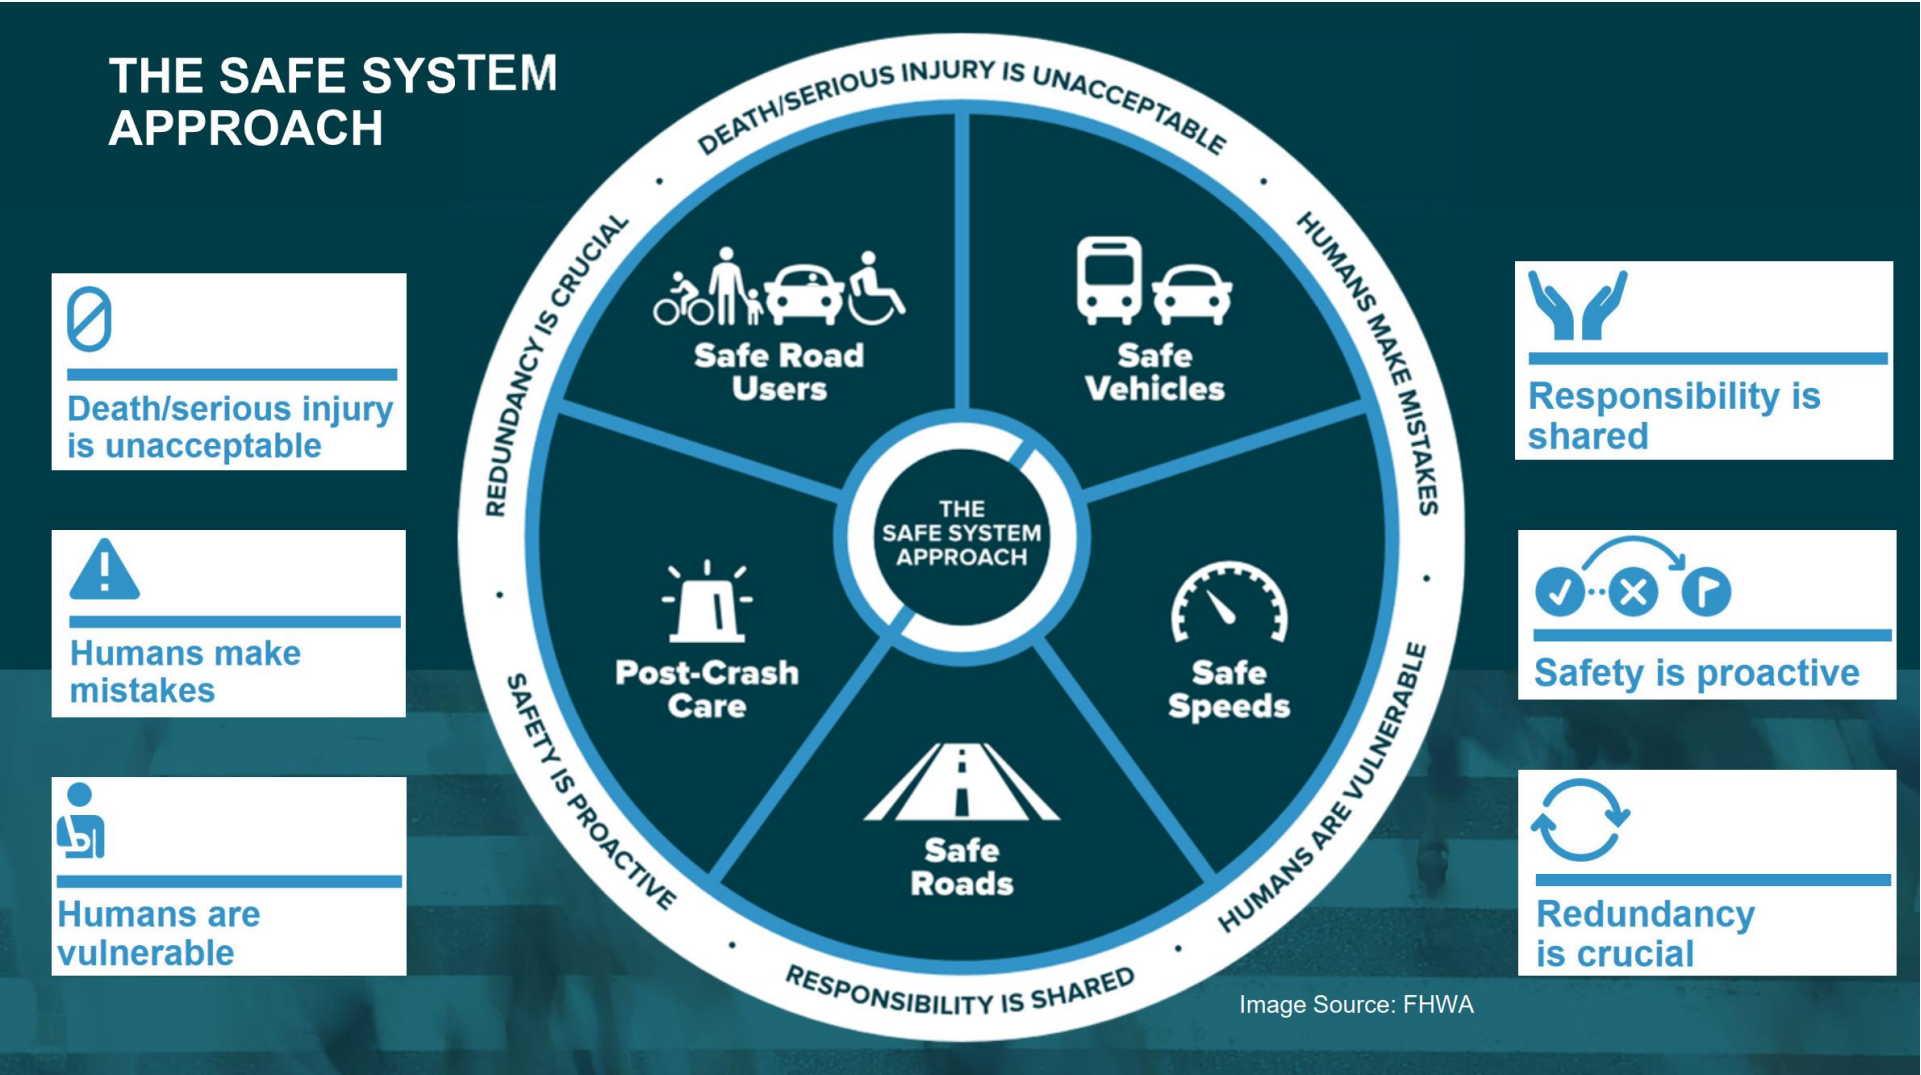 THE SAFE SYSTEM
APPROACH
DEATH/SERIOUS INJURY IS UNACCEPTABLE
HUMANS MAKE MISTAKES
HUMANS ARE VULNERABLE
RESPONSIBILITY IS SHARED
SAFETY IS PROACTIVE
REDUNDANCY IS CRUCIAL
Safe Road
Users
Safe
Vehicles
Safe
Speeds
Safe
Roads
Post-Crash
Care
THE
SAFE SYSTEM
APPROACH
Death/serious injury
is unacceptable
Humans make
mistakes
Humans are
vulnerable
Responsibility is
shared
Safety is proactive
Redundancy
is crucial
Image Source: FHWA